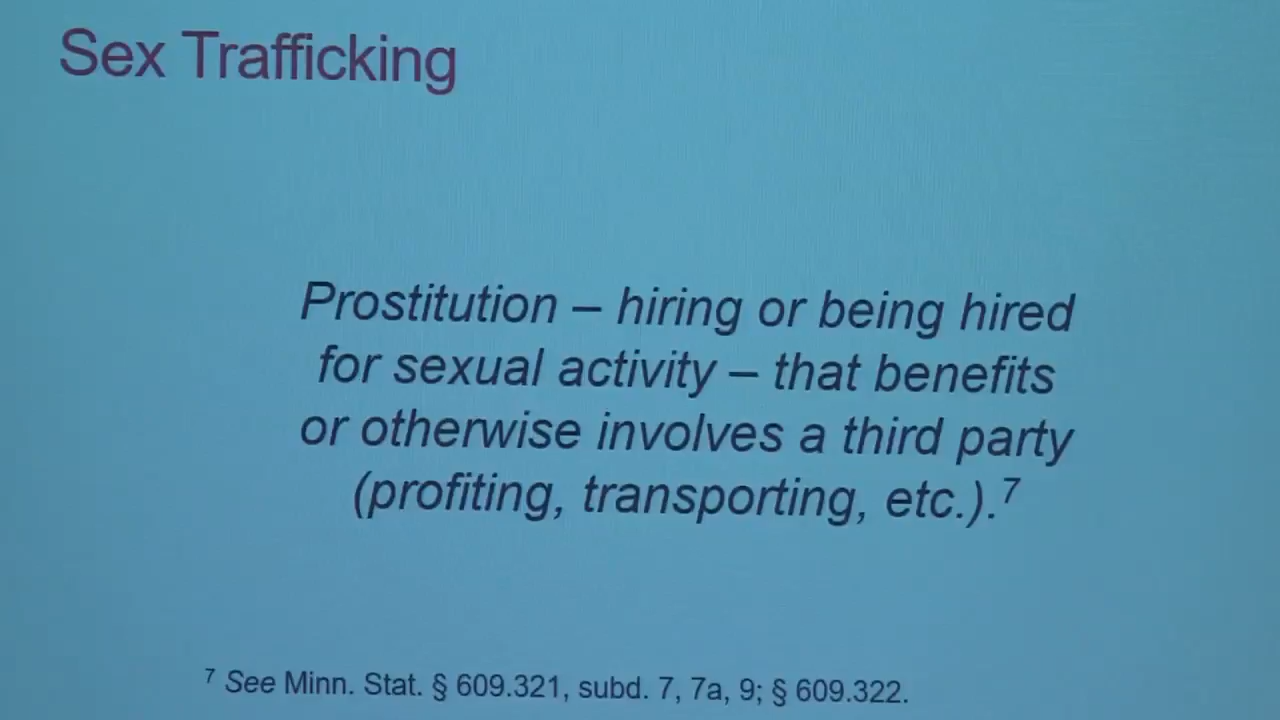 Sex Trafficking
Prostitution – hiring or being hired
for sexual activity – that benefits
or otherwise involves a third party
(profiting, transporting, etc.).⁷
⁷ See Minn. Stat. § 609.321, subd. 7, 7a, 9; § 609.322.